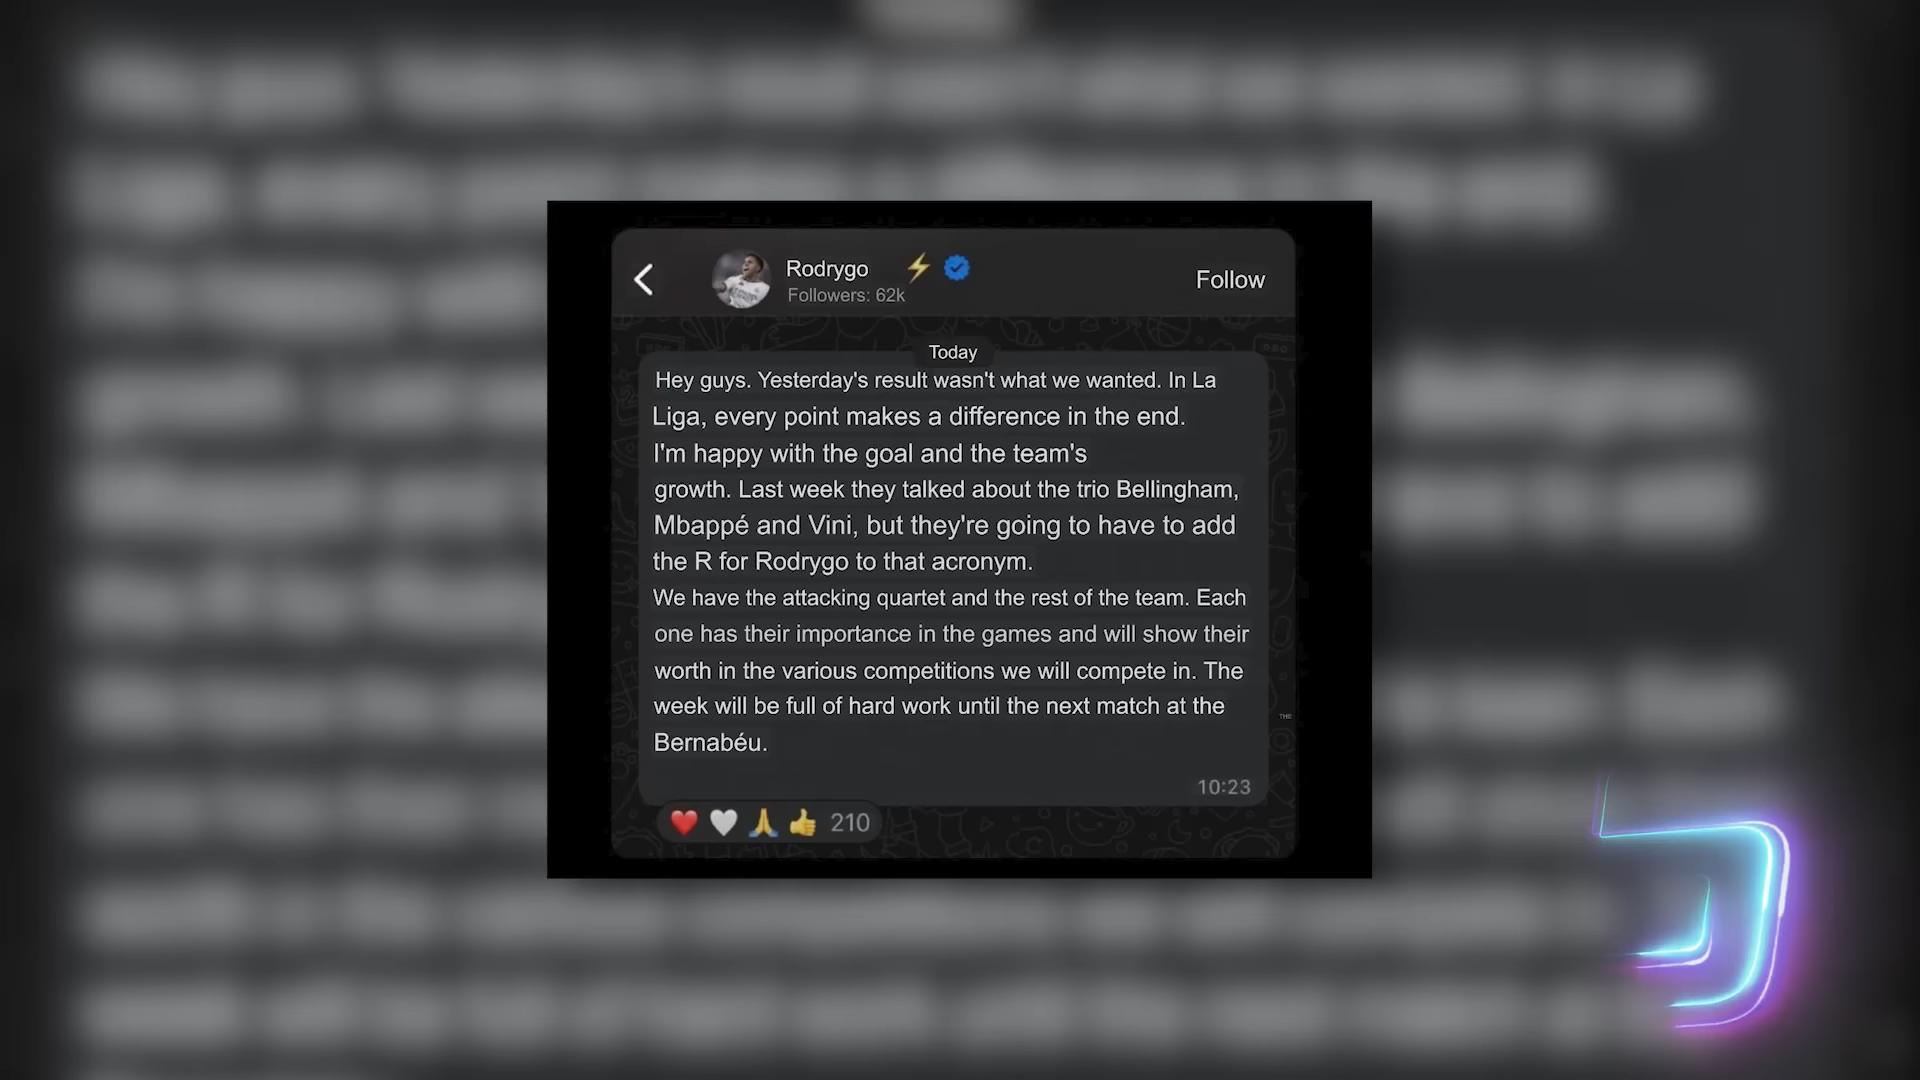 Rodrygo ⚡
Followers: 62k
Follow
Today
Hey guys. Yesterday's result wasn't what we wanted. In La
Liga, every point makes a difference in the end.
I'm happy with the goal and the team's
growth. Last week they talked about the trio Bellingham,
Mbappé and Vini, but they're going to have to add
the R for Rodrygo to that acronym.
We have the attacking quartet and the rest of the team. Each
one has their importance in the games and will show their
worth in the various competitions we will compete in. The
week will be full of hard work until the next match at the
Bernabéu.
THE
10:23
❤️ 🤍 🙏 👍 210